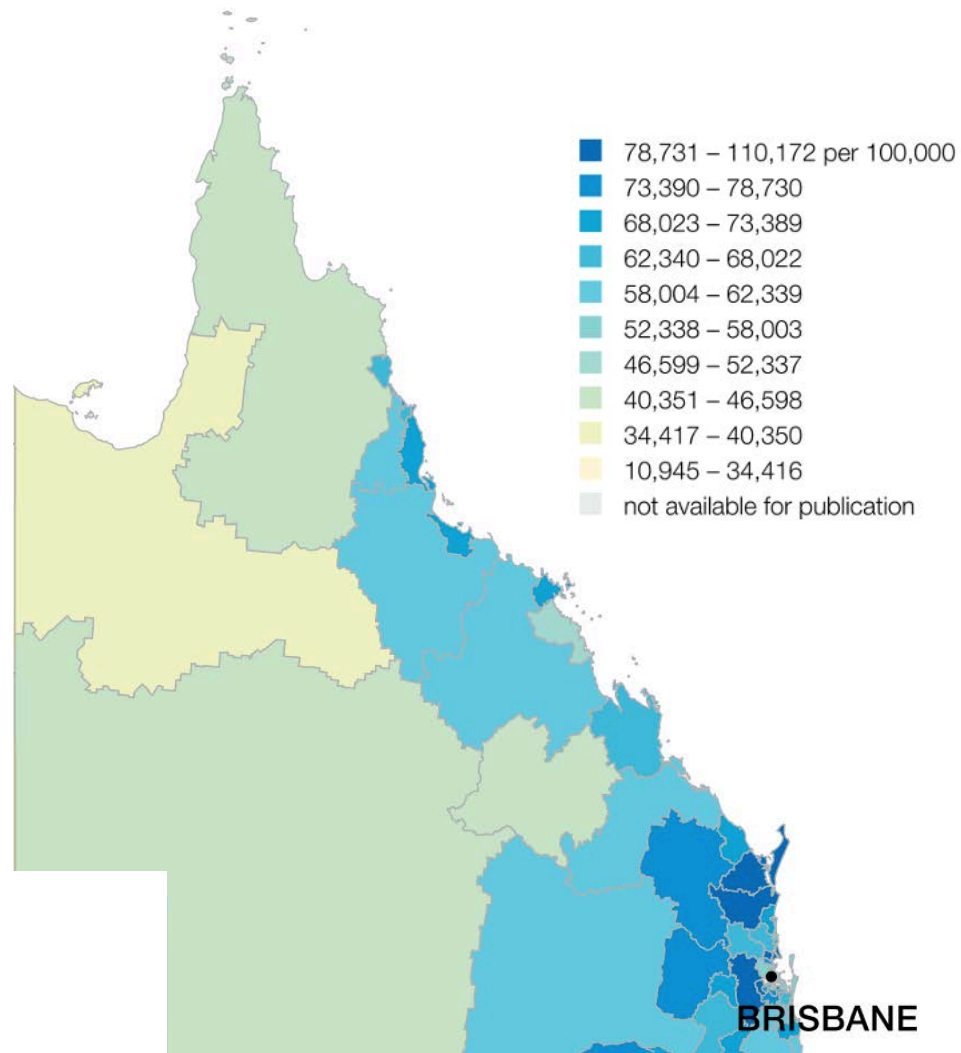 78,731 – 110,172 per 100,000
73,390 – 78,730
68,023 – 73,389
62,340 – 68,022
58,004 – 62,339
52,338 – 58,003
46,599 – 52,337
40,351 – 46,598
34,417 – 40,350
10,945 – 34,416
not available for publication
BRISBANE